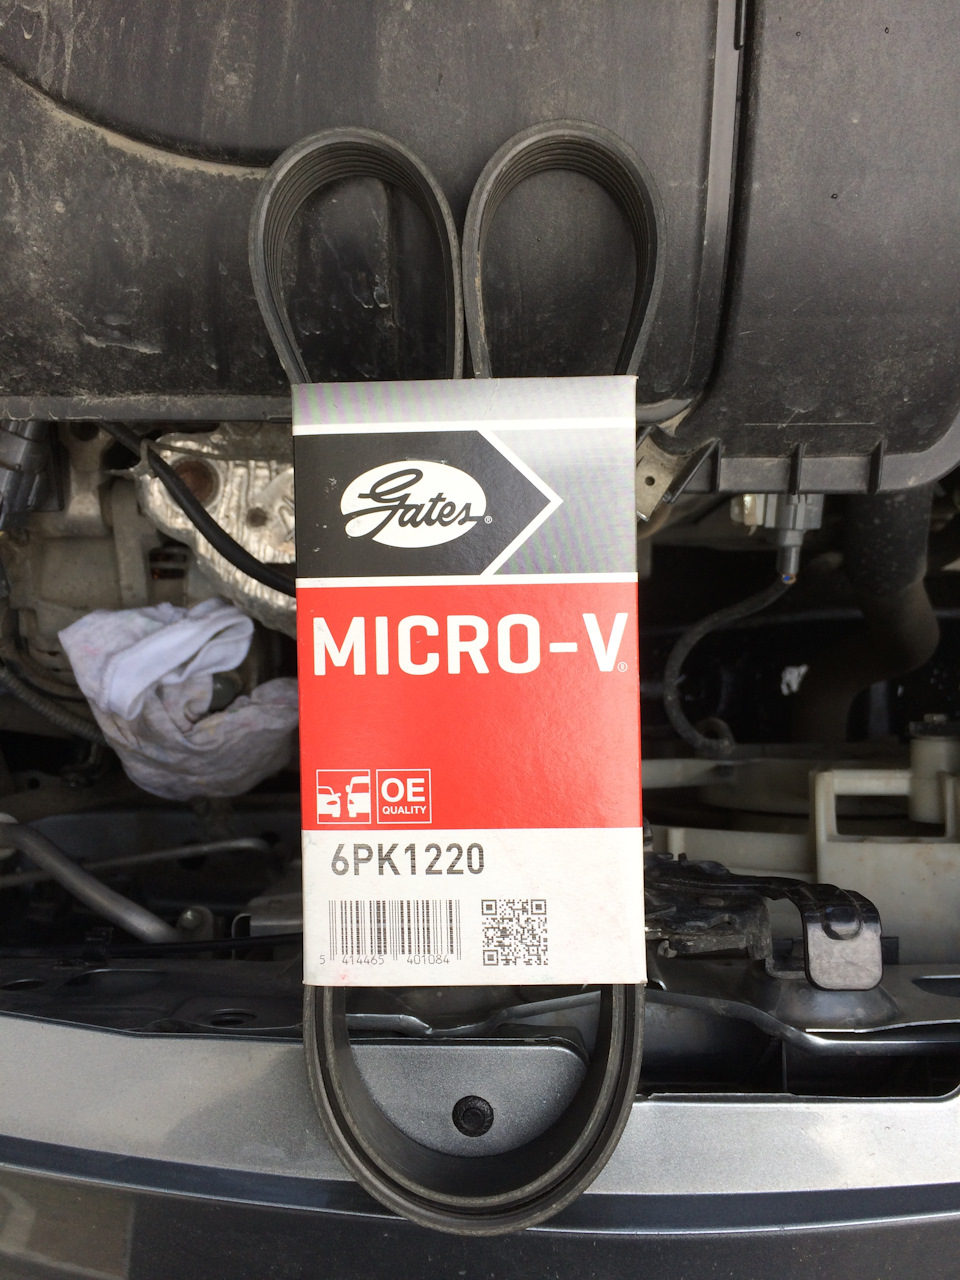 Gates®
MICRO-V®
OE
QUALITY
6PK1220
5 414465 401084